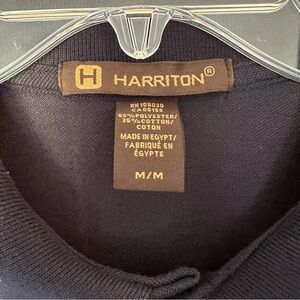 H HARRITON®
RN 108030
CA05155
65%POLYESTER/
35%COTTON/
COTON
MADE IN EGYPT/
FABRIQUÉ EN
ÉGYPTE
M/M